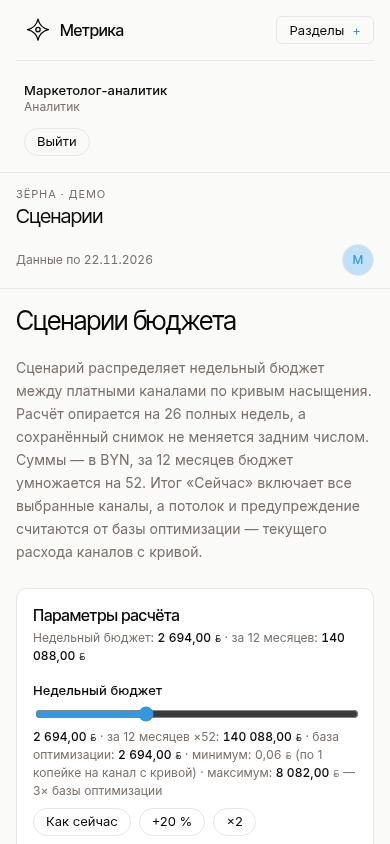 Метрика
Разделы +
Маркетолог-аналитик
Аналитик
Выйти
ЗЁРНА · ДЕМО
Сценарии
Данные по 22.11.2026
М
Сценарии бюджета
Сценарий распределяет недельный бюджет
между платными каналами по кривым насыщения.
Расчёт опирается на 26 полных недель, а
сохранённый снимок не меняется задним числом.
Суммы — в BYN, за 12 месяцев бюджет
умножается на 52. Итог «Сейчас» включает все
выбранные каналы, а потолок и предупреждение
считаются от базы оптимизации — текущего
расхода каналов с кривой.
Параметры расчёта
Недельный бюджет: 2 694,00 ƃ · за 12 месяцев: 140
088,00 ƃ
Недельный бюджет
2 694,00 ƃ · за 12 месяцев ×52: 140 088,00 ƃ · база
оптимизации: 2 694,00 ƃ · минимум: 0,06 ƃ (по 1
копейке на канал с кривой) · максимум: 8 082,00 ƃ —
3× базы оптимизации
Как сейчас
+20 %
×2